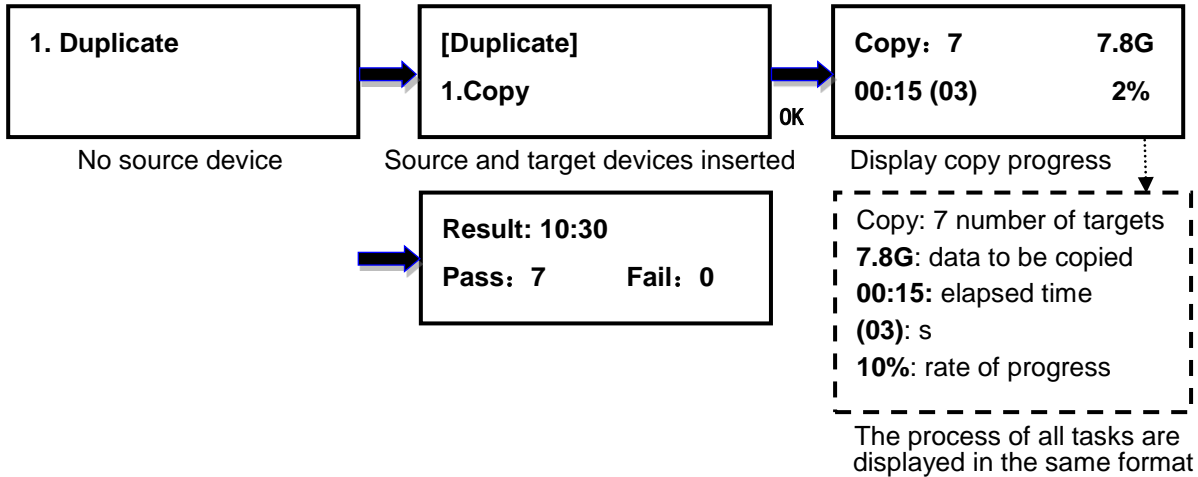 1. Duplicate
No source device
[Duplicate]
1.Copy
Source and target devices inserted
OK
Copy：7 7.8G
00:15 (03) 2%
Display copy progress
Result: 10:30
Pass：7 Fail：0
Copy: 7 number of targets
7.8G: data to be copied
00:15: elapsed time
(03): s
10%: rate of progress
The process of all tasks are
displayed in the same format